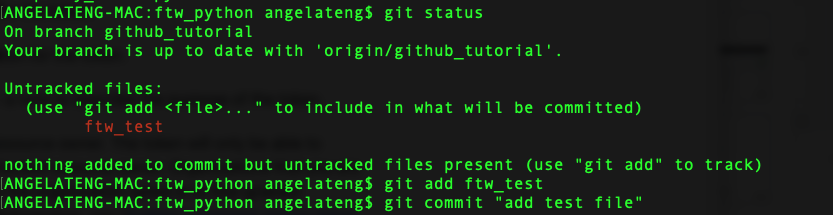 [ANGELATENG-MAC:ftw_python angelateng$ git status
On branch github_tutorial
Your branch is up to date with 'origin/github_tutorial'.
Untracked files:
  (use "git add <file>..." to include in what will be committed)
        ftw_test
nothing added to commit but untracked files present (use "git add" to track)
[ANGELATENG-MAC:ftw_python angelateng$ git add ftw_test
[ANGELATENG-MAC:ftw_python angelateng$ git commit "add test file"